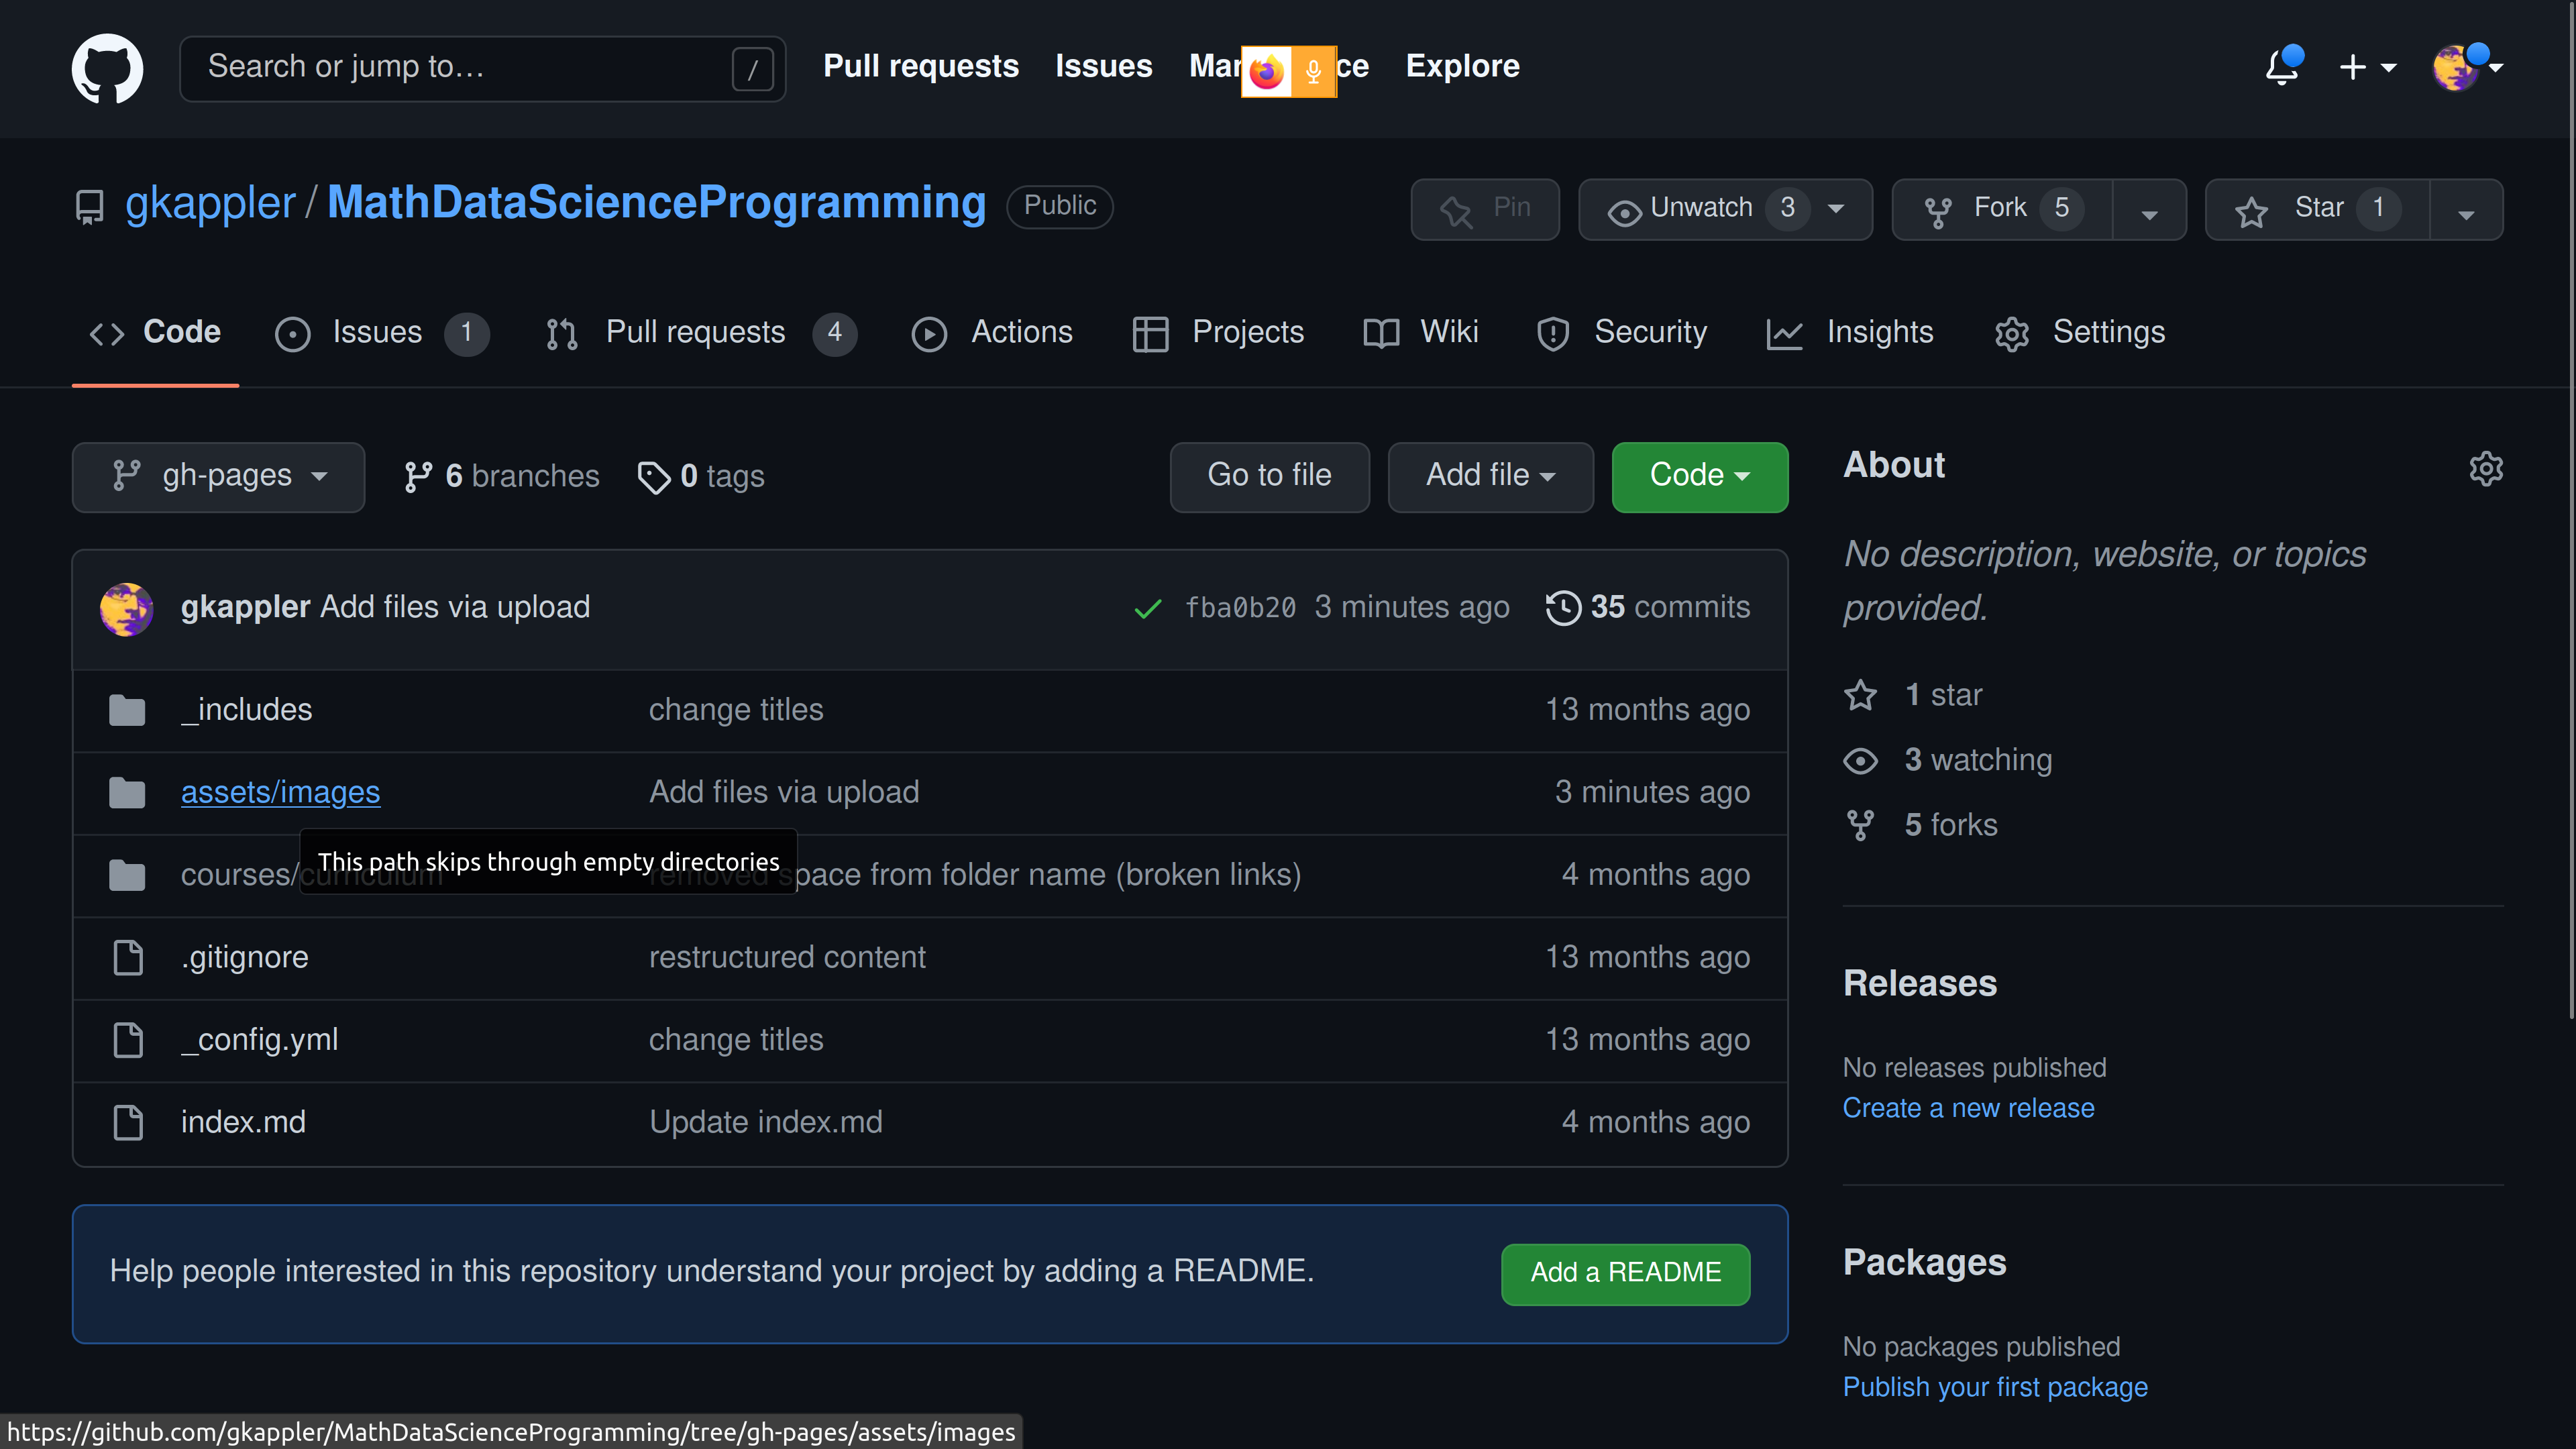 Search or jump to…
/
Pull requests
Issues
Explore
gkappler / MathDataScienceProgramming
Public
Pin
Unwatch 3
Fork 5
Star 1
Code
Issues 1
Pull requests 4
Actions
Projects
Wiki
Security
Insights
Settings
gh-pages
6 branches
0 tags
Go to file
Add file
Code
gkappler Add files via upload
fba0b20 3 minutes ago
35 commits
_includes change titles 13 months ago
assets/images Add files via upload 3 minutes ago
This path skips through empty directories
courses/curriculum removed space from folder name (broken links) 4 months ago
.gitignore restructured content 13 months ago
_config.yml change titles 13 months ago
index.md Update index.md 4 months ago
Help people interested in this repository understand your project by adding a README.
Add a README
About
No description, website, or topics
provided.
1 star
3 watching
5 forks
Releases
No releases published
Create a new release
Packages
No packages published
Publish your first package
https://github.com/gkappler/MathDataScienceProgramming/tree/gh-pages/assets/images